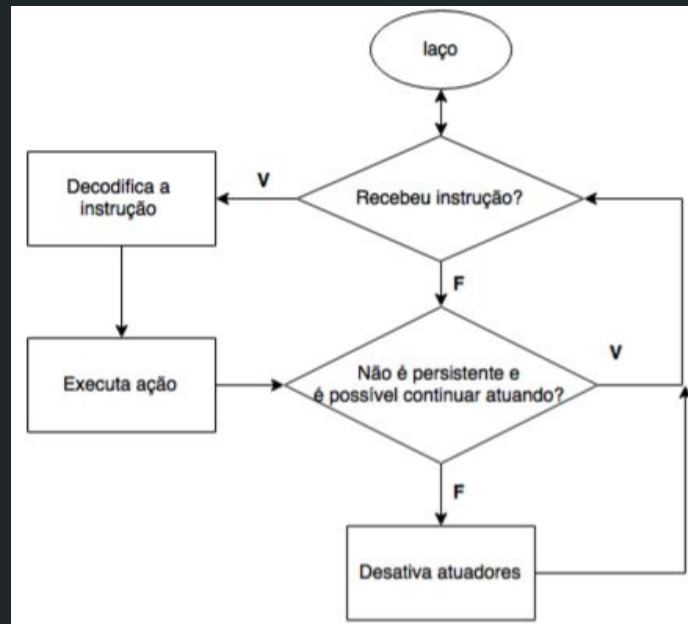 laço
Recebeu instrução?
V
Decodifica a
instrução
F
Executa ação
Não é persistente e
é possível continuar atuando?
V
F
Desativa atuadores